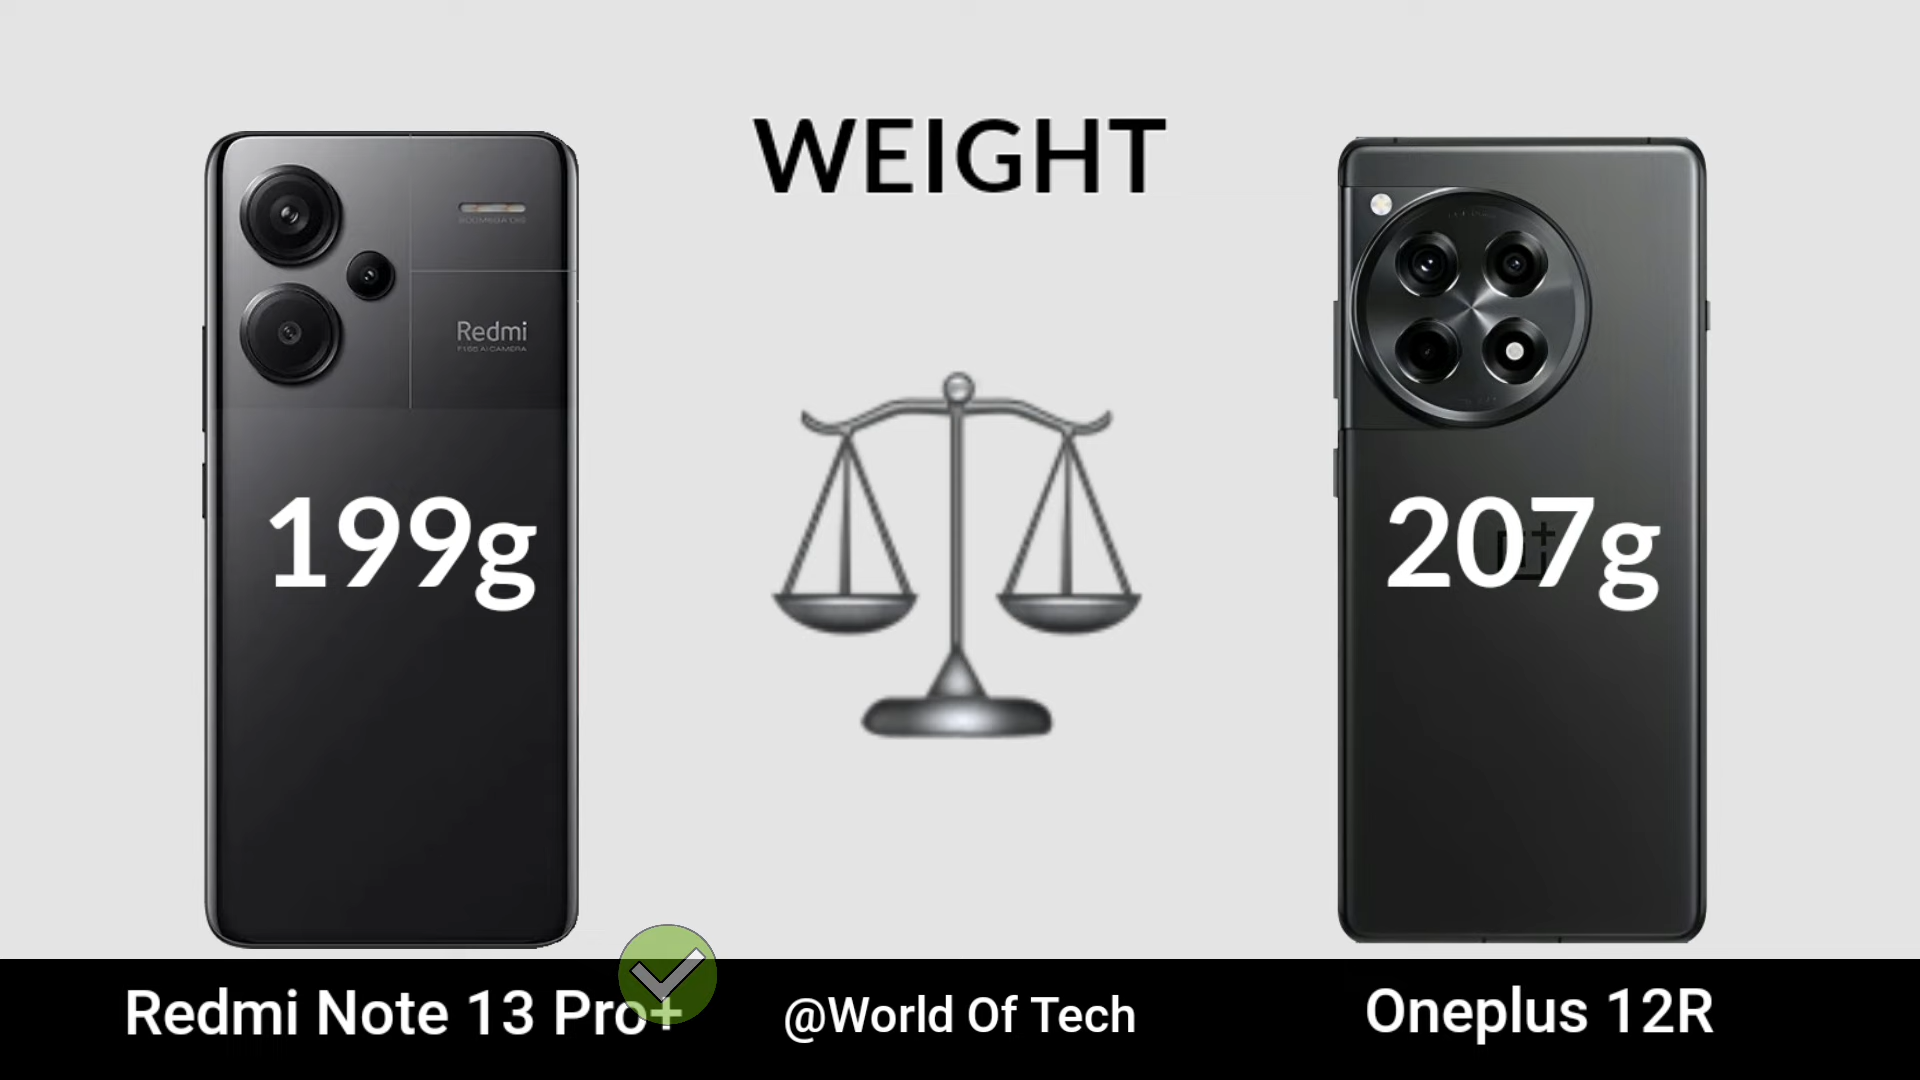 WEIGHT
Redmi
199g
207g
Redmi Note 13 Pro+
@World Of Tech
Oneplus 12R